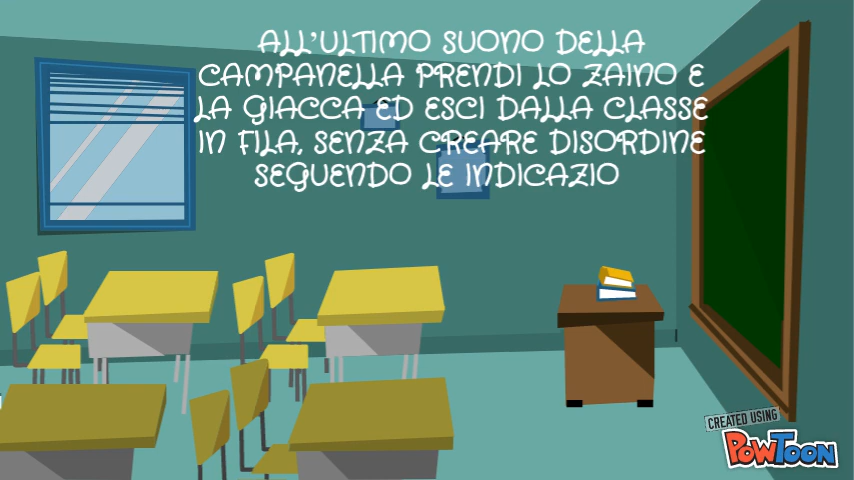 ALL'ULTIMO SUONO DELLA
CAMPANELLA PRENDI LO ZAINO E
LA GIACCA ED ESCI DALLA CLASSE
IN FILA, SENZA CREARE DISORDINE
SEGUENDO LE INDICAZIO
CREATED USING
POWTOON